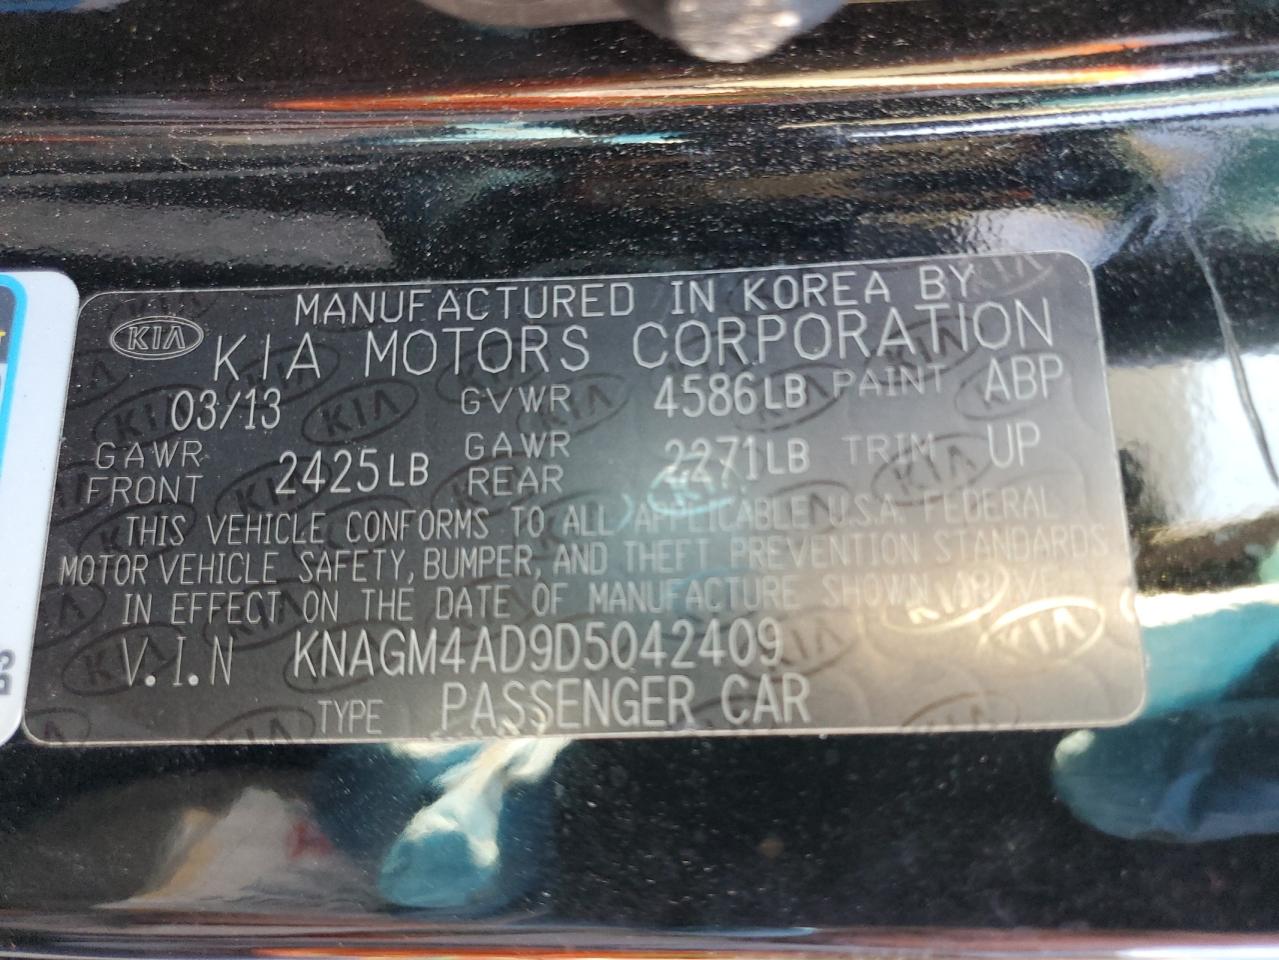 MANUFACTURED IN KOREA BY
KIA KIA MOTORS CORPORATION
03/13 GVWR 4586LB PAINT ABP
GAWR FRONT 2425LB GAWR REAR 2271LB TRIM UP
THIS VEHICLE CONFORMS TO ALL APPLICABLE U.S.A. FEDERAL
MOTOR VEHICLE SAFETY, BUMPER, AND THEFT PREVENTION STANDARDS
IN EFFECT ON THE DATE OF MANUFACTURE SHOWN ABOVE
V.I.N KNAGM4AD9D5042409
TYPE PASSENGER CAR